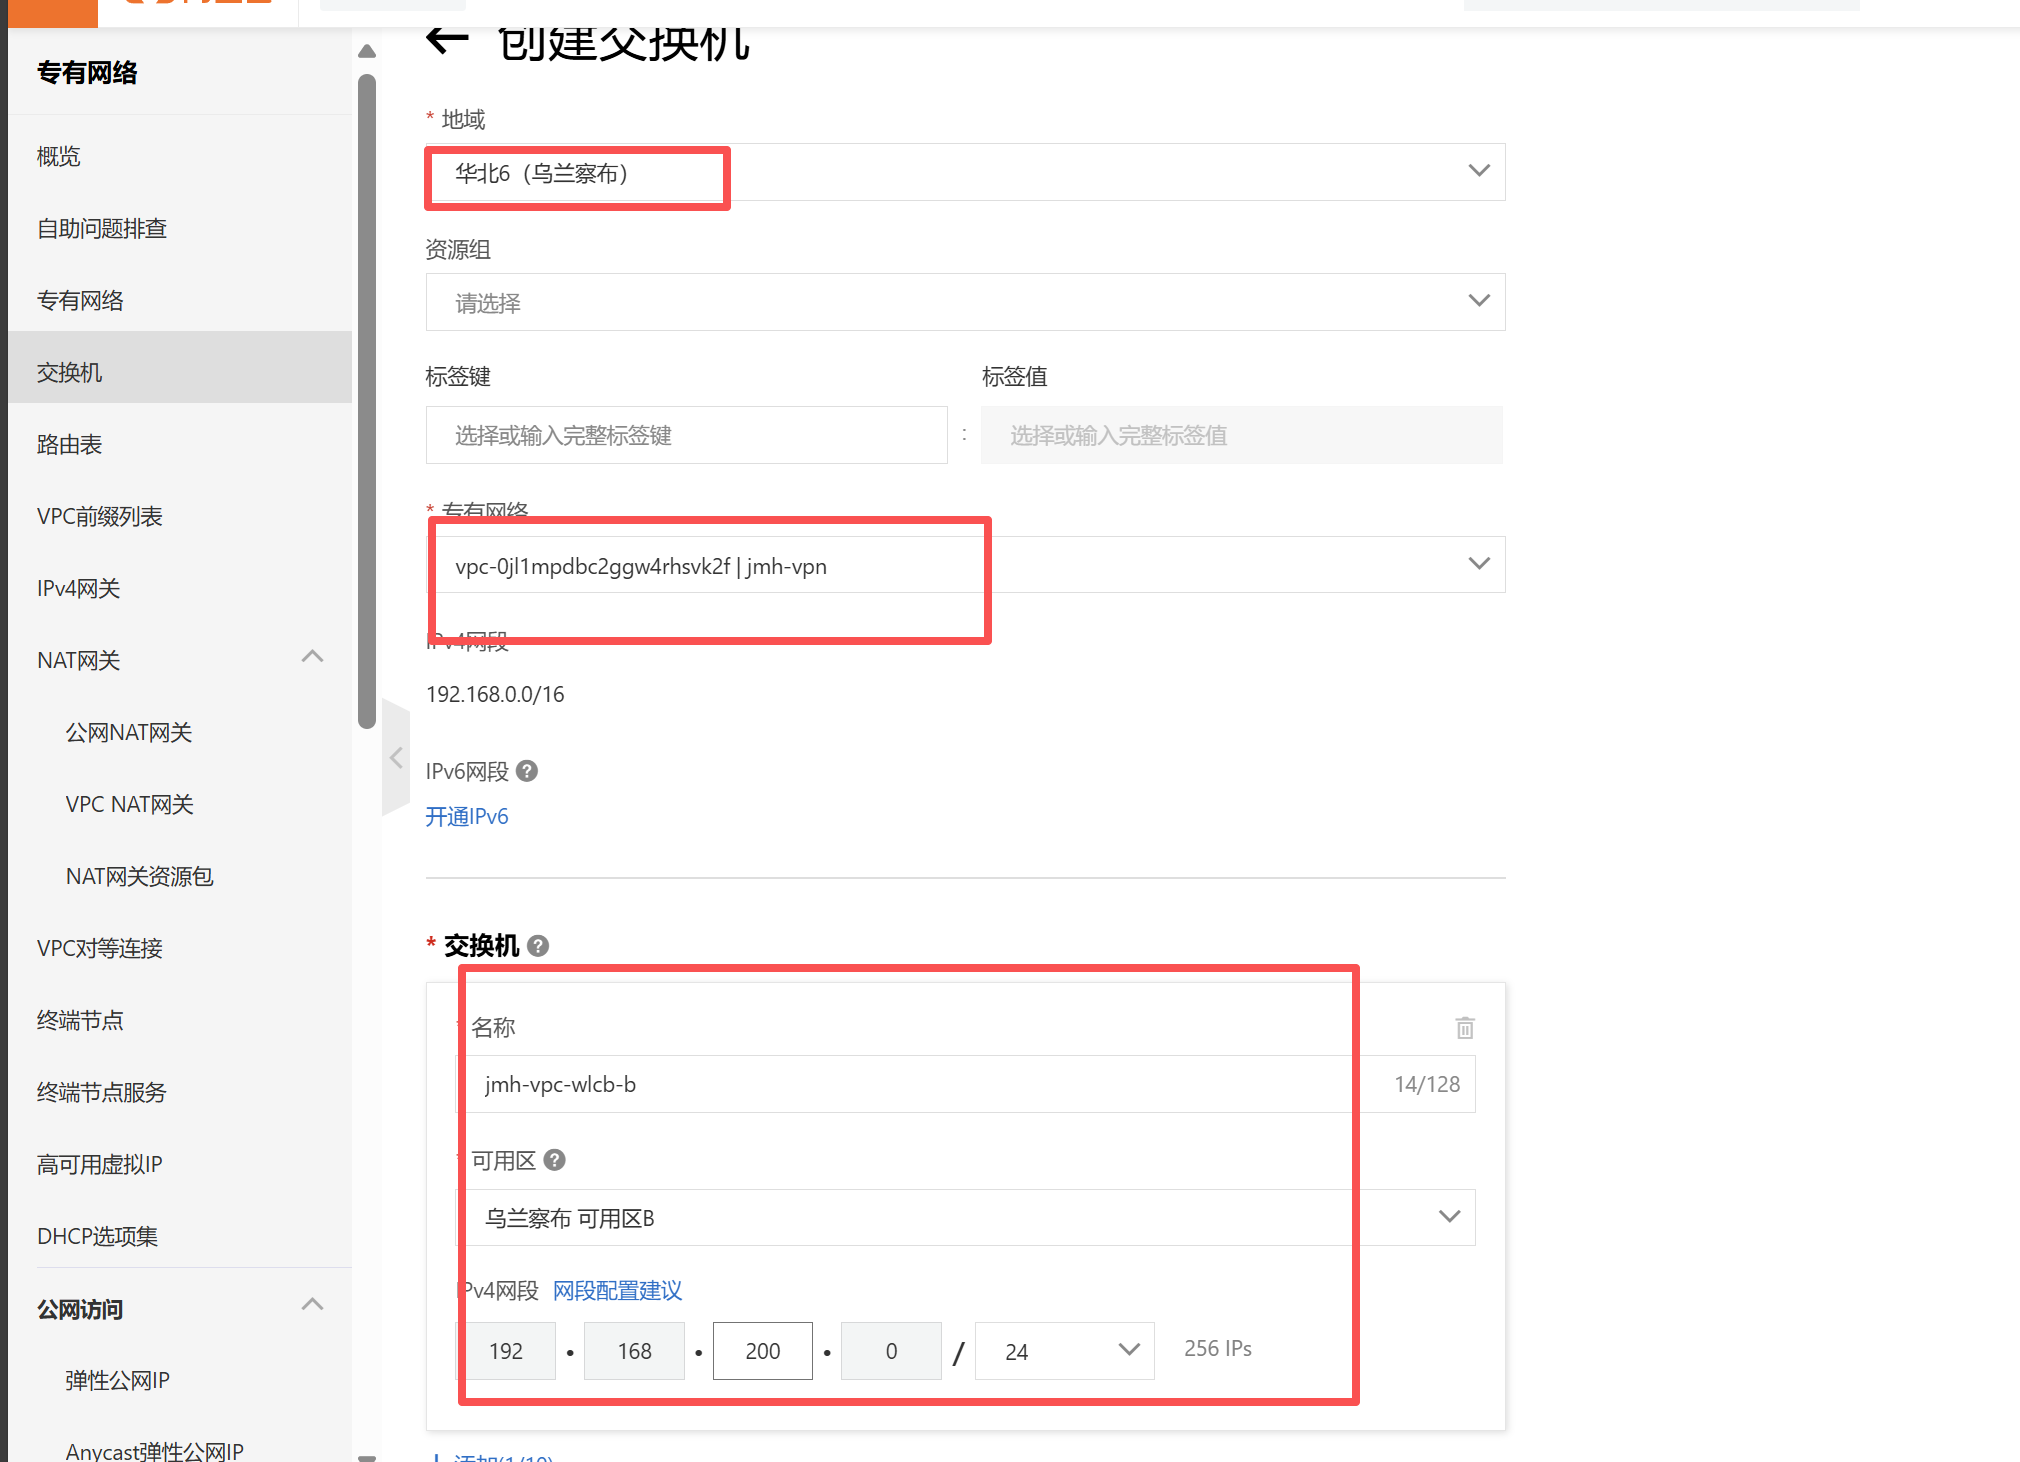 创建交换机
专有网络
概览
自助问题排查
专有网络
交换机
路由表
VPC前缀列表
IPv4网关
NAT网关
公网NAT网关
VPC NAT网关
NAT网关资源包
VPC对等连接
终端节点
终端节点服务
高可用虚拟IP
DHCP选项集
公网访问
弹性公网IP
Anycast弹性公网IP
* 地域
华北6（乌兰察布）
资源组
请选择
标签键
标签值
选择或输入完整标签键
:
选择或输入完整标签值
* 专有网络
vpc-0jl1mpdbc2ggw4rhsvk2f | jmh-vpn
IPv4网段
192.168.0.0/16
IPv6网段
开通IPv6
* 交换机
名称
jmh-vpc-wlcb-b
14/128
可用区
乌兰察布 可用区B
IPv4网段 网段配置建议
192 • 168 • 200 • 0 / 24 256 IPs
添加(1/10)